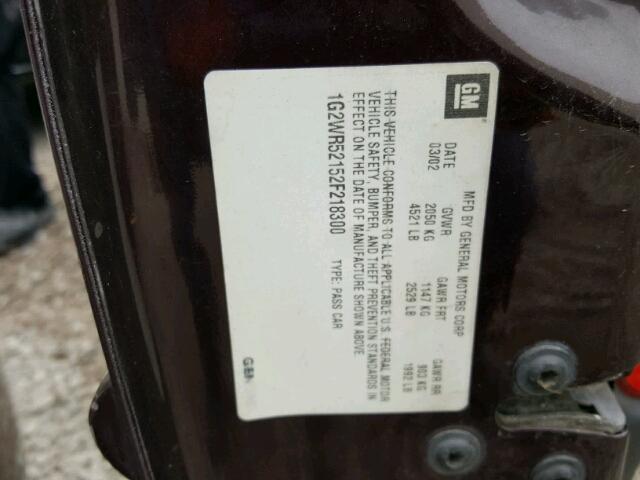 GM
MFD BY GENERAL MOTORS CORP
DATE GVWR GAWR FRT GAWR RR
03/02 2050 KG 1147 KG 903 KG
4521 LB 2529 LB 1992 LB
THIS VEHICLE CONFORMS TO ALL APPLICABLE U.S. FEDERAL MOTOR
VEHICLE SAFETY, BUMPER, AND THEFT PREVENTION STANDARDS IN
EFFECT ON THE DATE OF MANUFACTURE SHOWN ABOVE.
1G2WR52152F218300 TYPE: PASS CAR